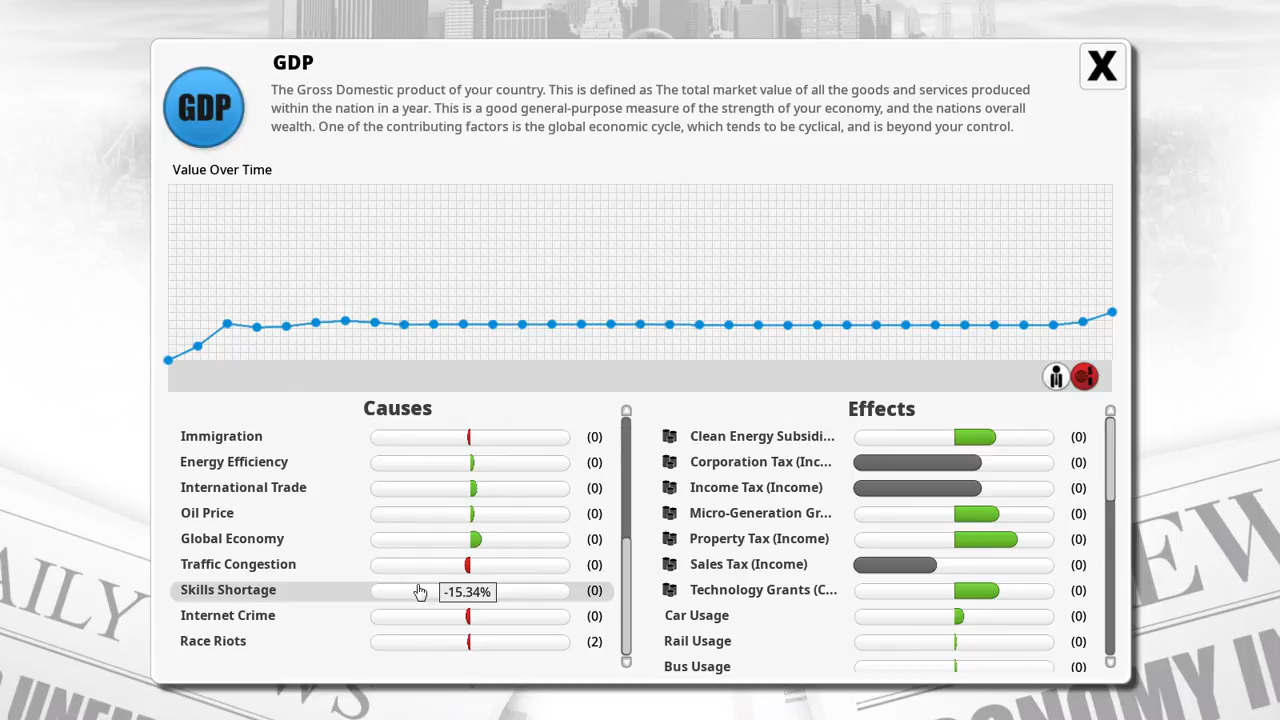 GDP
X
GDP
The Gross Domestic product of your country. This is defined as The total market value of all the goods and services produced
within the nation in a year. This is a good general-purpose measure of the strength of your economy, and the nations overall
wealth. One of the contributing factors is the global economic cycle, which tends to be cyclical, and is beyond your control.
Value Over Time
Causes
Immigration (0)
Energy Efficiency (0)
International Trade (0)
Oil Price (0)
Global Economy (0)
Traffic Congestion (0)
Skills Shortage -15.34% (0)
Internet Crime (0)
Race Riots (2)
Effects
Clean Energy Subsidi... (0)
Corporation Tax (Inc... (0)
Income Tax (Income) (0)
Micro-Generation Gr... (0)
Property Tax (Income) (0)
Sales Tax (Income) (0)
Technology Grants (C... (0)
Car Usage (0)
Rail Usage (0)
Bus Usage (0)